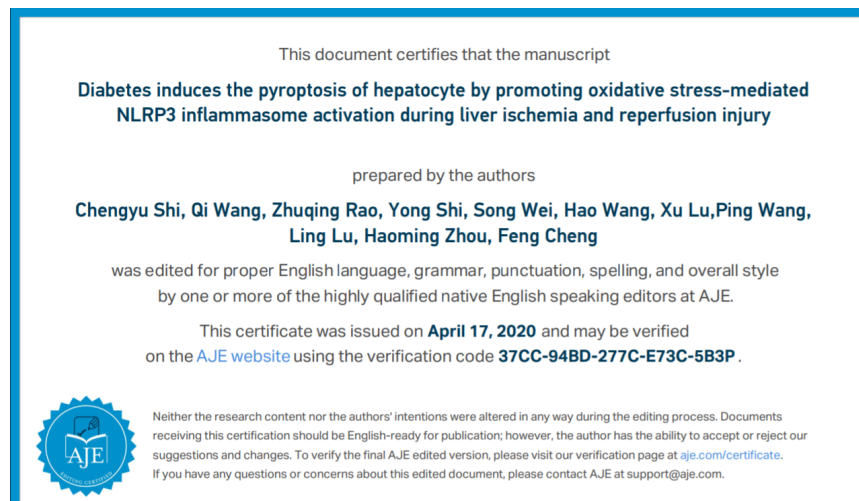 This document certifies that the manuscript
Diabetes induces the pyroptosis of hepatocyte by promoting oxidative stress-mediated
NLRP3 inflammasome activation during liver ischemia and reperfusion injury
prepared by the authors
Chengyu Shi, Qi Wang, Zhuqing Rao, Yong Shi, Song Wei, Hao Wang, Xu Lu,Ping Wang,
Ling Lu, Haoming Zhou, Feng Cheng
was edited for proper English language, grammar, punctuation, spelling, and overall style
by one or more of the highly qualified native English speaking editors at AJE.
This certificate was issued on April 17, 2020 and may be verified
on the AJE website using the verification code 37CC-94BD-277C-E73C-5B3P .
Neither the research content nor the authors' intentions were altered in any way during the editing process. Documents
receiving this certification should be English-ready for publication; however, the author has the ability to accept or reject our
suggestions and changes. To verify the final AJE edited version, please visit our verification page at aje.com/certificate.
If you have any questions or concerns about this edited document, please contact AJE at support@aje.com.
AJE
EDITING CERTIFIED